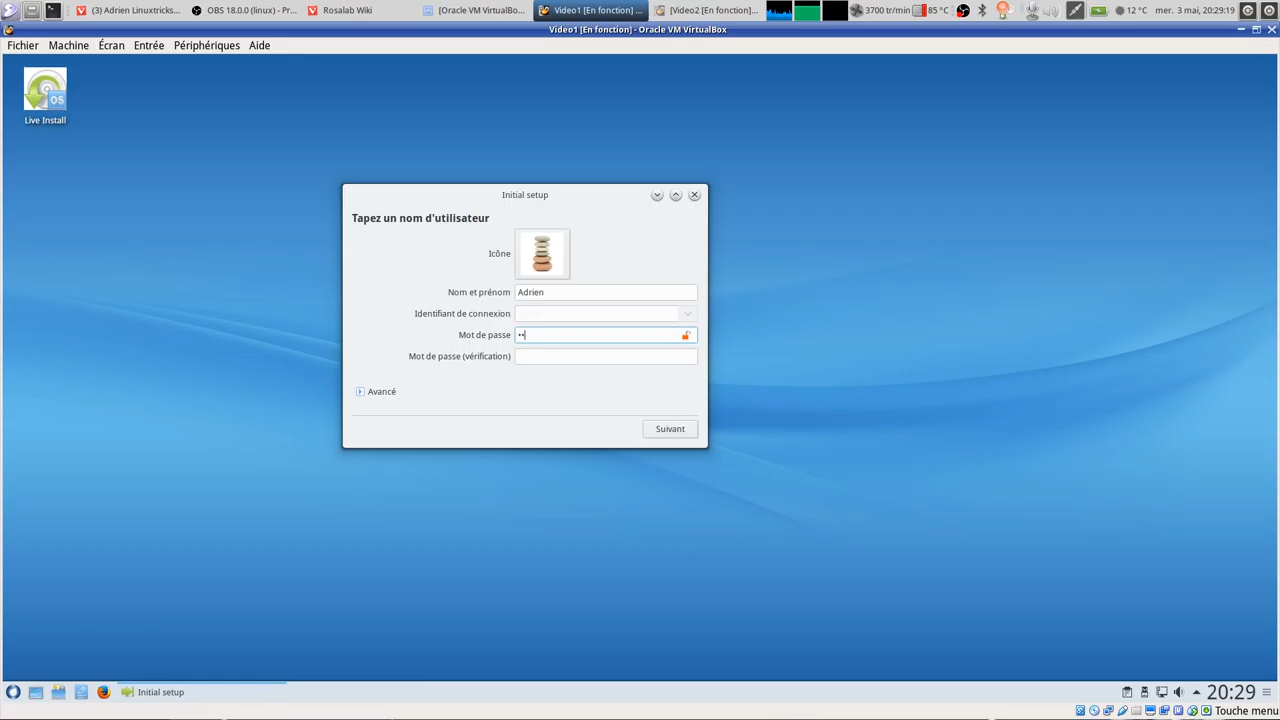 (3) Adrien Linuxtricks... OBS 18.0.0 (linux) - Pr... Rosalab Wiki [Oracle VM VirtualBo... Video1 [En fonction] - ... [Video2 [En fonction]... 3700 tr/min 85 °C 12 °C mer. 3 mai, 20:29:19
Video1 [En fonction] - Oracle VM VirtualBox
Fichier Machine Écran Entrée Périphériques Aide
OS
Live Install
Initial setup
Tapez un nom d'utilisateur
Icône
Nom et prénom Adrien
Identifiant de connexion
Mot de passe ••
Mot de passe (vérification)
Avancé
Suivant
Initial setup 20:29
Touche menu